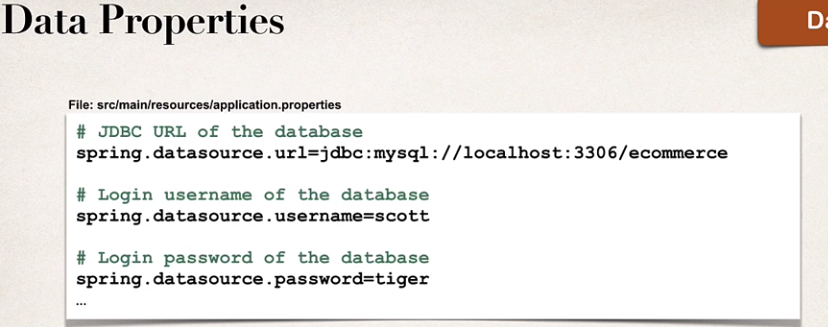 Data Properties
File: src/main/resources/application.properties
# JDBC URL of the database
spring.datasource.url=jdbc:mysql://localhost:3306/ecommerce
# Login username of the database
spring.datasource.username=scott
# Login password of the database
spring.datasource.password=tiger
…